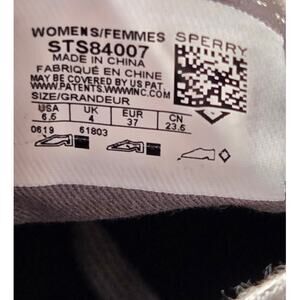 WOMENS/FEMMES SPERRY
STS84007
MADE IN CHINA
FABRIQUÉ EN CHINE
MAY BE COVERED BY US PAT.
WWW.PATENTS.WWWINC.COM
SIZE/GRANDEUR
USA UK EUR CN
6.5 4 37 23.5
0619 61803